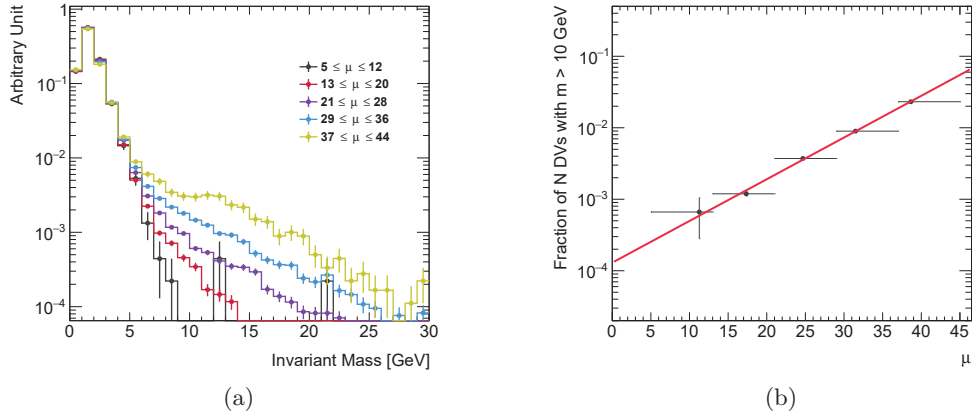 Arbitrary Unit
1
10⁻¹
10⁻²
10⁻³
10⁻⁴
5 ≤ μ ≤ 12
13 ≤ μ ≤ 20
21 ≤ μ ≤ 28
29 ≤ μ ≤ 36
37 ≤ μ ≤ 44
0 5 10 15 20 25 30
Invariant Mass [GeV]
(a)
Fraction of N DVs with m > 10 GeV
1
10⁻¹
10⁻²
10⁻³
10⁻⁴
0 5 10 15 20 25 30 35 40 45
μ
(b)